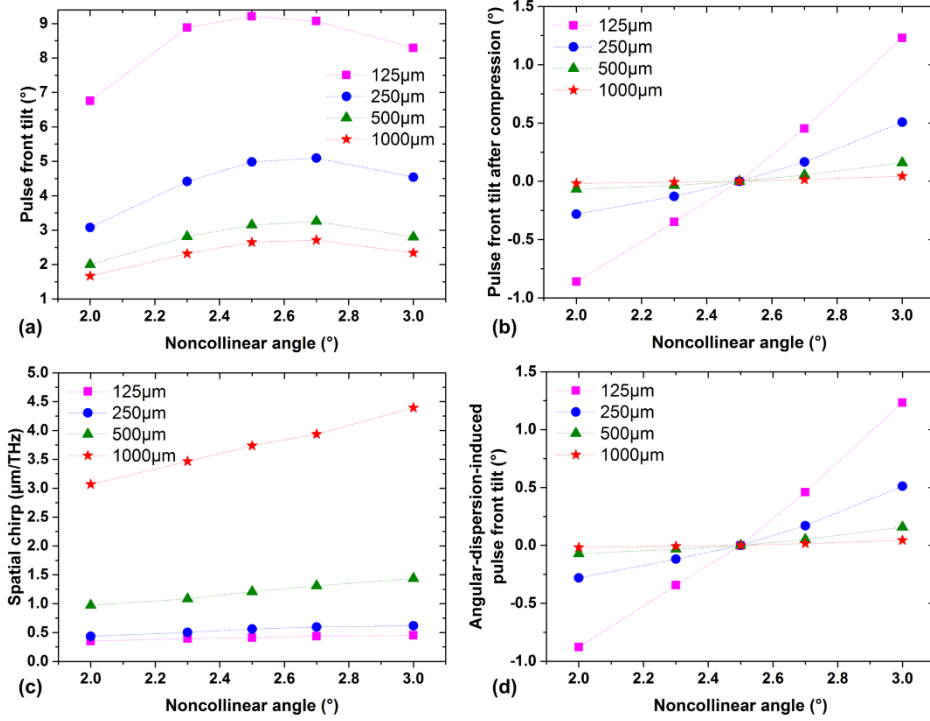 Pulse front tilt (°)
9
8
7
6
5
4
3
2
1
125µm
250µm
500µm
1000µm
2.0 2.2 2.4 2.6 2.8 3.0
Noncollinear angle (°)
(a)
Pulse front tilt after compression (°)
1.5
1.0
0.5
0.0
-0.5
-1.0
125µm
250µm
500µm
1000µm
2.0 2.2 2.4 2.6 2.8 3.0
Noncollinear angle (°)
(b)
Spatial chirp (µm/THz)
5.0
4.5
4.0
3.5
3.0
2.5
2.0
1.5
1.0
0.5
0.0
125µm
250µm
500µm
1000µm
2.0 2.2 2.4 2.6 2.8 3.0
Noncollinear angle (°)
(c)
Angular-dispersion-induced
pulse front tilt (°)
1.5
1.0
0.5
0.0
-0.5
-1.0
125µm
250µm
500µm
1000µm
2.0 2.2 2.4 2.6 2.8 3.0
Noncollinear angle (°)
(d)